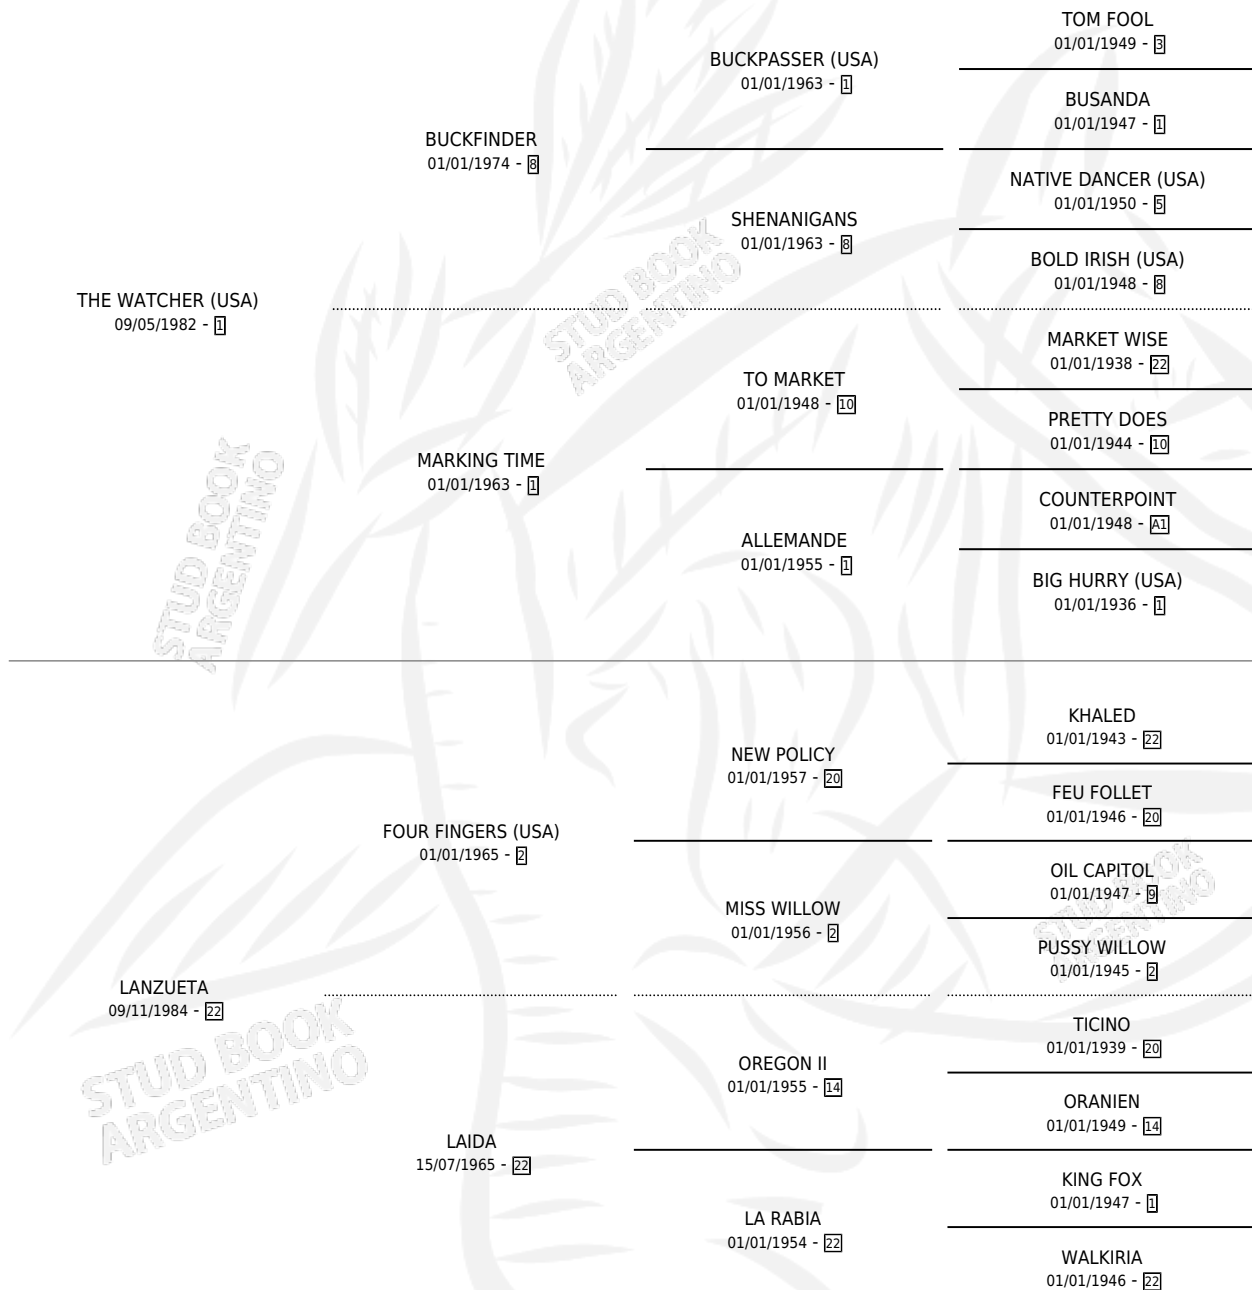 TOM FOOL
01/01/1949 - 3
BUCKPASSER (USA)
01/01/1963 - 1
BUSANDA
01/01/1947 - 1
BUCKFINDER
01/01/1974 - 8
NATIVE DANCER (USA)
01/01/1950 - 5
SHENANIGANS
01/01/1963 - 8
BOLD IRISH (USA)
01/01/1948 - 8
THE WATCHER (USA)
09/05/1982 - 1
STUD BOOK
ARGENTINO
MARKET WISE
01/01/1938 - 22
TO MARKET
01/01/1948 - 10
PRETTY DOES
01/01/1944 - 10
MARKING TIME
01/01/1963 - 1
COUNTERPOINT
01/01/1948 - A1
ALLEMANDE
01/01/1955 - 1
BIG HURRY (USA)
01/01/1936 - 1
STUD BOOK
ARGENTINO
KHALED
01/01/1943 - 22
NEW POLICY
01/01/1957 - 20
FEU FOLLET
01/01/1946 - 20
FOUR FINGERS (USA)
01/01/1965 - 2
OIL CAPITOL
01/01/1947 - 9
MISS WILLOW
01/01/1956 - 2
PUSSY WILLOW
01/01/1945 - 2
STUD BOOK
ARGENTINO
LANZUETA
09/11/1984 - 22
TICINO
01/01/1939 - 20
OREGON II
01/01/1955 - 14
ORANIEN
01/01/1949 - 14
STUD BOOK
ARGENTINO
LAIDA
15/07/1965 - 22
KING FOX
01/01/1947 - 1
LA RABIA
01/01/1954 - 22
WALKIRIA
01/01/1946 - 22